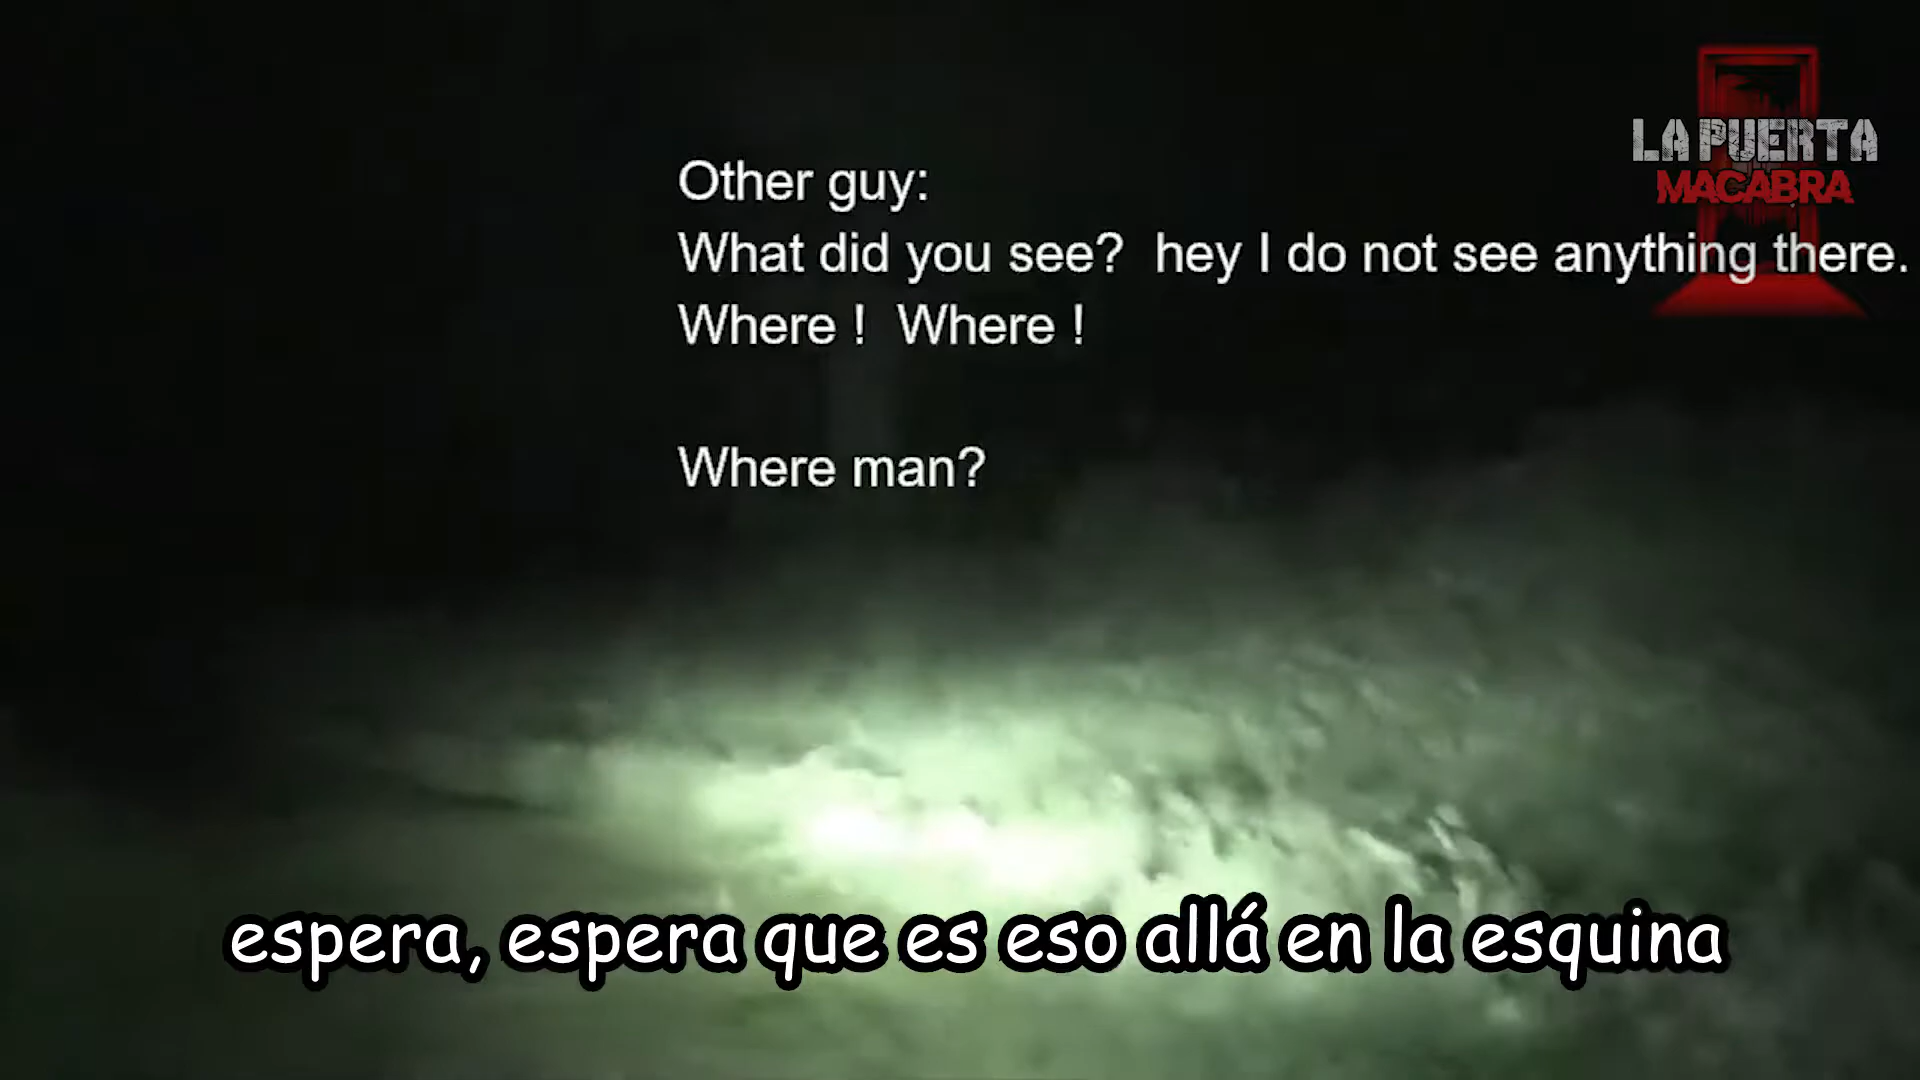 LA PUERTA
MACABRA
Other guy:
What did you see?  hey I do not see anything there.
Where !  Where !
Where man?
espera, espera que es eso allá en la esquina